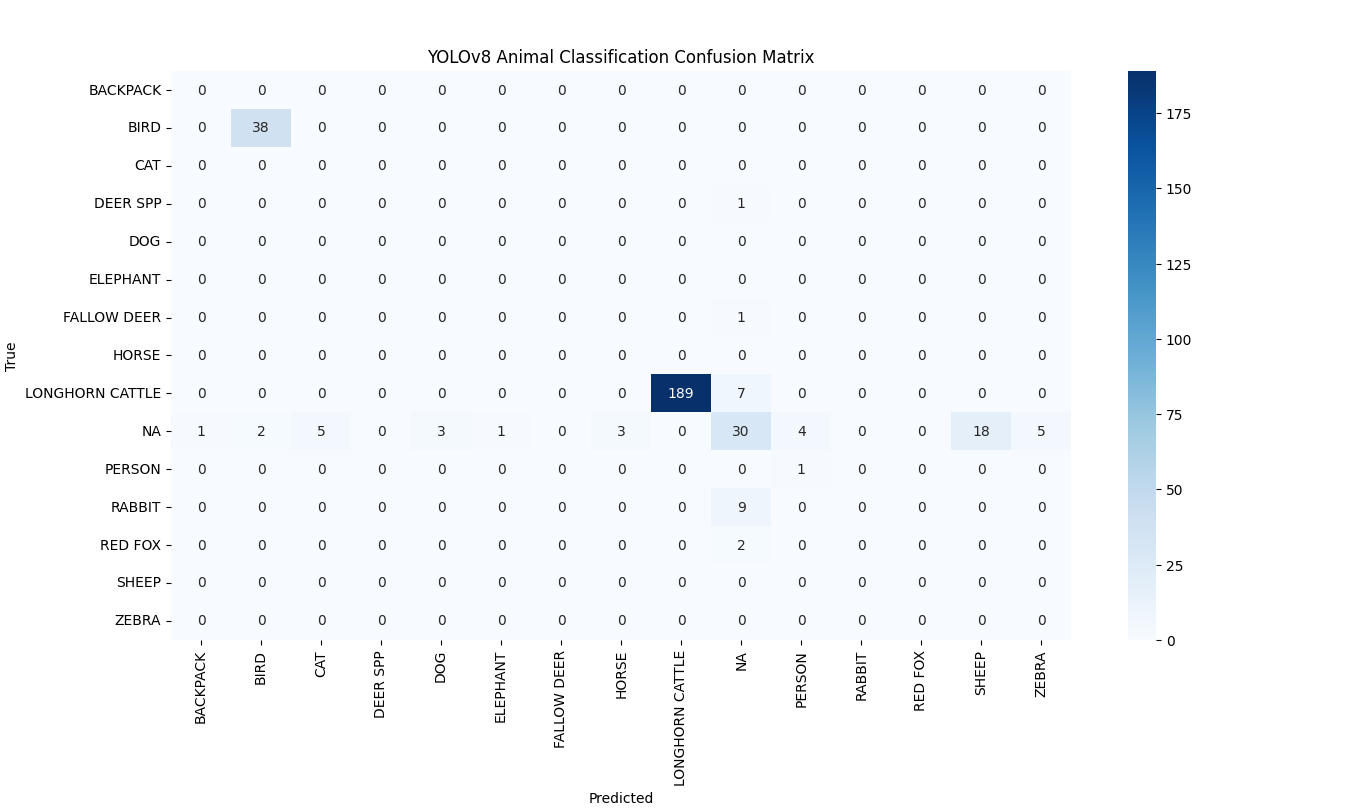 YOLOv8 Animal Classification Confusion Matrix
BACKPACK 0 0 0 0 0 0 0 0 0 0 0 0 0 0 0
BIRD 0 38 0 0 0 0 0 0 0 0 0 0 0 0 0
CAT 0 0 0 0 0 0 0 0 0 0 0 0 0 0 0
DEER SPP 0 0 0 0 0 0 0 0 0 1 0 0 0 0 0
DOG 0 0 0 0 0 0 0 0 0 0 0 0 0 0 0
ELEPHANT 0 0 0 0 0 0 0 0 0 0 0 0 0 0 0
FALLOW DEER 0 0 0 0 0 0 0 0 0 1 0 0 0 0 0
HORSE 0 0 0 0 0 0 0 0 0 0 0 0 0 0 0
LONGHORN CATTLE 0 0 0 0 0 0 0 0 189 7 0 0 0 0 0
NA 1 2 5 0 3 1 0 3 0 30 4 0 0 18 5
PERSON 0 0 0 0 0 0 0 0 0 0 1 0 0 0 0
RABBIT 0 0 0 0 0 0 0 0 0 9 0 0 0 0 0
RED FOX 0 0 0 0 0 0 0 0 0 2 0 0 0 0 0
SHEEP 0 0 0 0 0 0 0 0 0 0 0 0 0 0 0
ZEBRA 0 0 0 0 0 0 0 0 0 0 0 0 0 0 0
True
BACKPACK
BIRD
CAT
DEER SPP
DOG
ELEPHANT
FALLOW DEER
HORSE
LONGHORN CATTLE
NA
PERSON
RABBIT
RED FOX
SHEEP
ZEBRA
Predicted
175
150
125
100
75
50
25
0